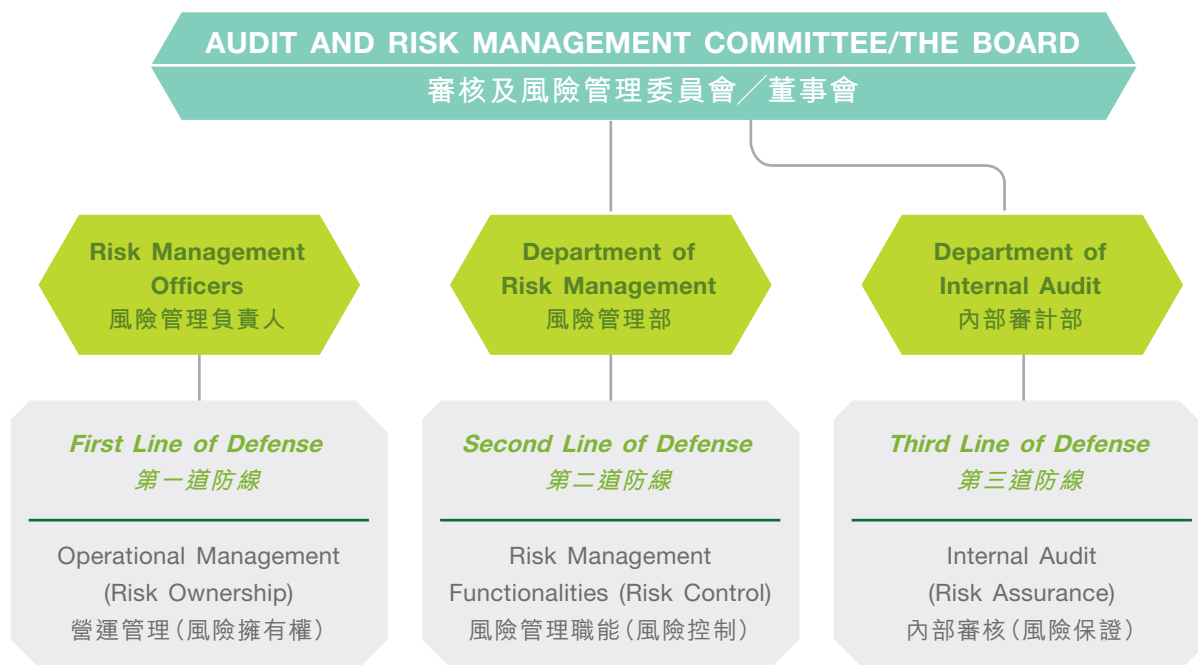 AUDIT AND RISK MANAGEMENT COMMITTEE/THE BOARD
審核及風險管理委員會╱董事會
Risk Management
Officers
風險管理負責人
Department of
Risk Management
風險管理部
Department of
Internal Audit
內部審計部
First Line of Defense
第一道防線
Operational Management
(Risk Ownership)
營運管理(風險擁有權)
Second Line of Defense
第二道防線
Risk Management
Functionalities (Risk Control)
風險管理職能(風險控制)
Third Line of Defense
第三道防線
Internal Audit
(Risk Assurance)
內部審核(風險保證)